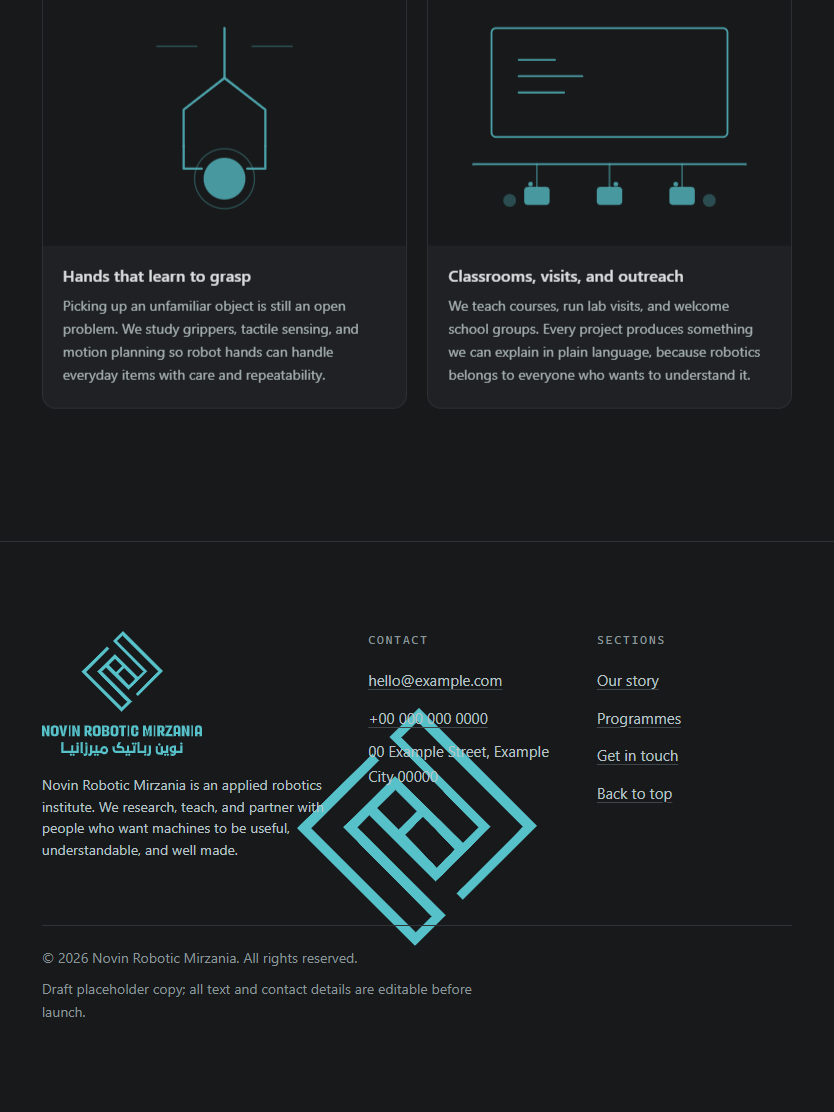 Hands that learn to grasp
Picking up an unfamiliar object is still an open
problem. We study grippers, tactile sensing, and
motion planning so robot hands can handle
everyday items with care and repeatability.
Classrooms, visits, and outreach
We teach courses, run lab visits, and welcome
school groups. Every project produces something
we can explain in plain language, because robotics
belongs to everyone who wants to understand it.
NOVIN ROBOTIC MIRZANIA
نوین رباتیک میرزانیا
Novin Robotic Mirzania is an applied robotics
institute. We research, teach, and partner with
people who want machines to be useful,
understandable, and well made.
CONTACT
hello@example.com
+00 000 000 0000
00 Example Street, Example
City 00000
SECTIONS
Our story
Programmes
Get in touch
Back to top
© 2026 Novin Robotic Mirzania. All rights reserved.
Draft placeholder copy; all text and contact details are editable before
launch.